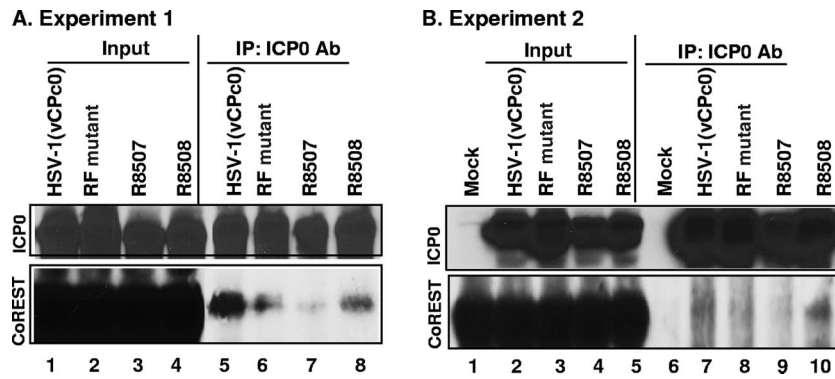 A. Experiment 1
Input
IP: ICP0 Ab
HSV-1(vCPc0)
RF mutant
R8507
R8508
HSV-1(vCPc0)
RF mutant
R8507
R8508
ICP0
CoREST
1 2 3 4 5 6 7 8
B. Experiment 2
Input
IP: ICP0 Ab
Mock
HSV-1(vCPc0)
RF mutant
R8507
R8508
Mock
HSV-1(vCPc0)
RF mutant
R8507
R8508
ICP0
CoREST
1 2 3 4 5 6 7 8 9 10